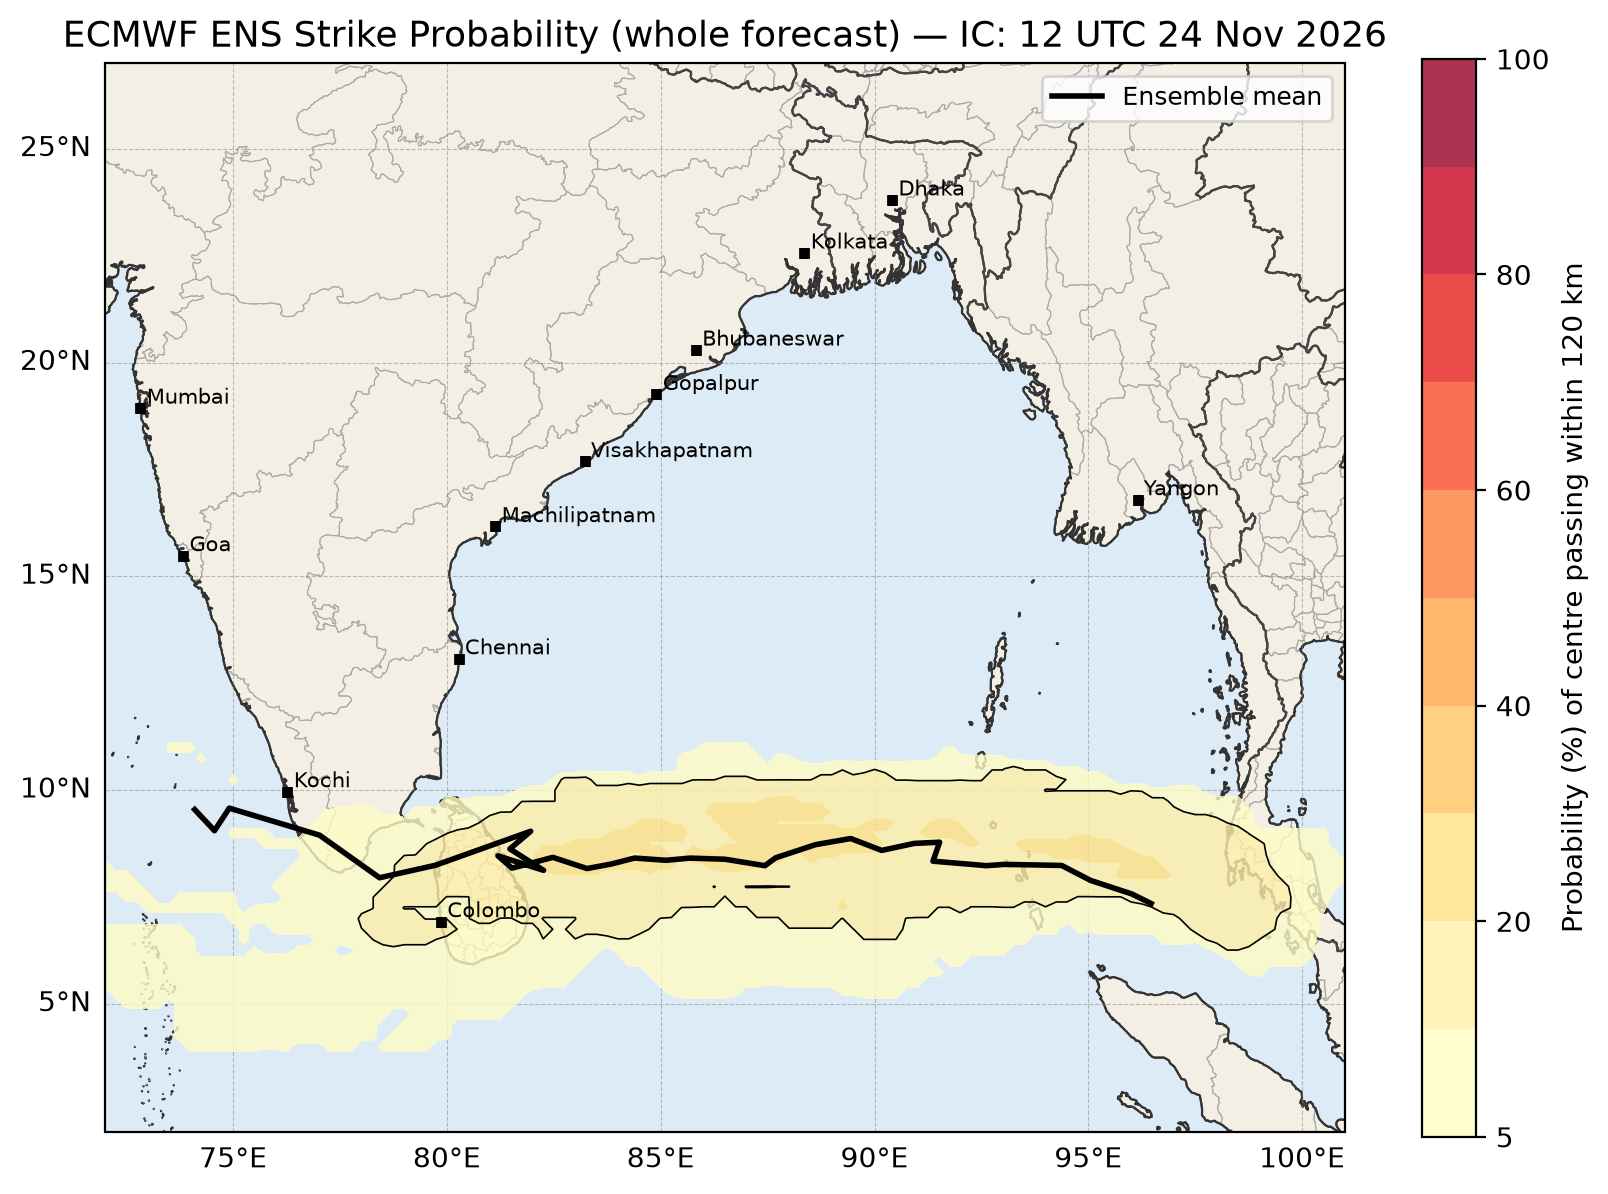 ECMWF ENS Strike Probability (whole forecast) — IC: 12 UTC 24 Nov 2026
Ensemble mean
100
80
60
40
20
5
Probability (%) of centre passing within 120 km
25°N
20°N
15°N
10°N
5°N
Dhaka
Kolkata
Bhubaneswar
Gopalpur
Mumbai
Visakhapatnam
Yangon
Machilipatnam
Goa
Chennai
Kochi
Colombo
75°E
80°E
85°E
90°E
95°E
100°E